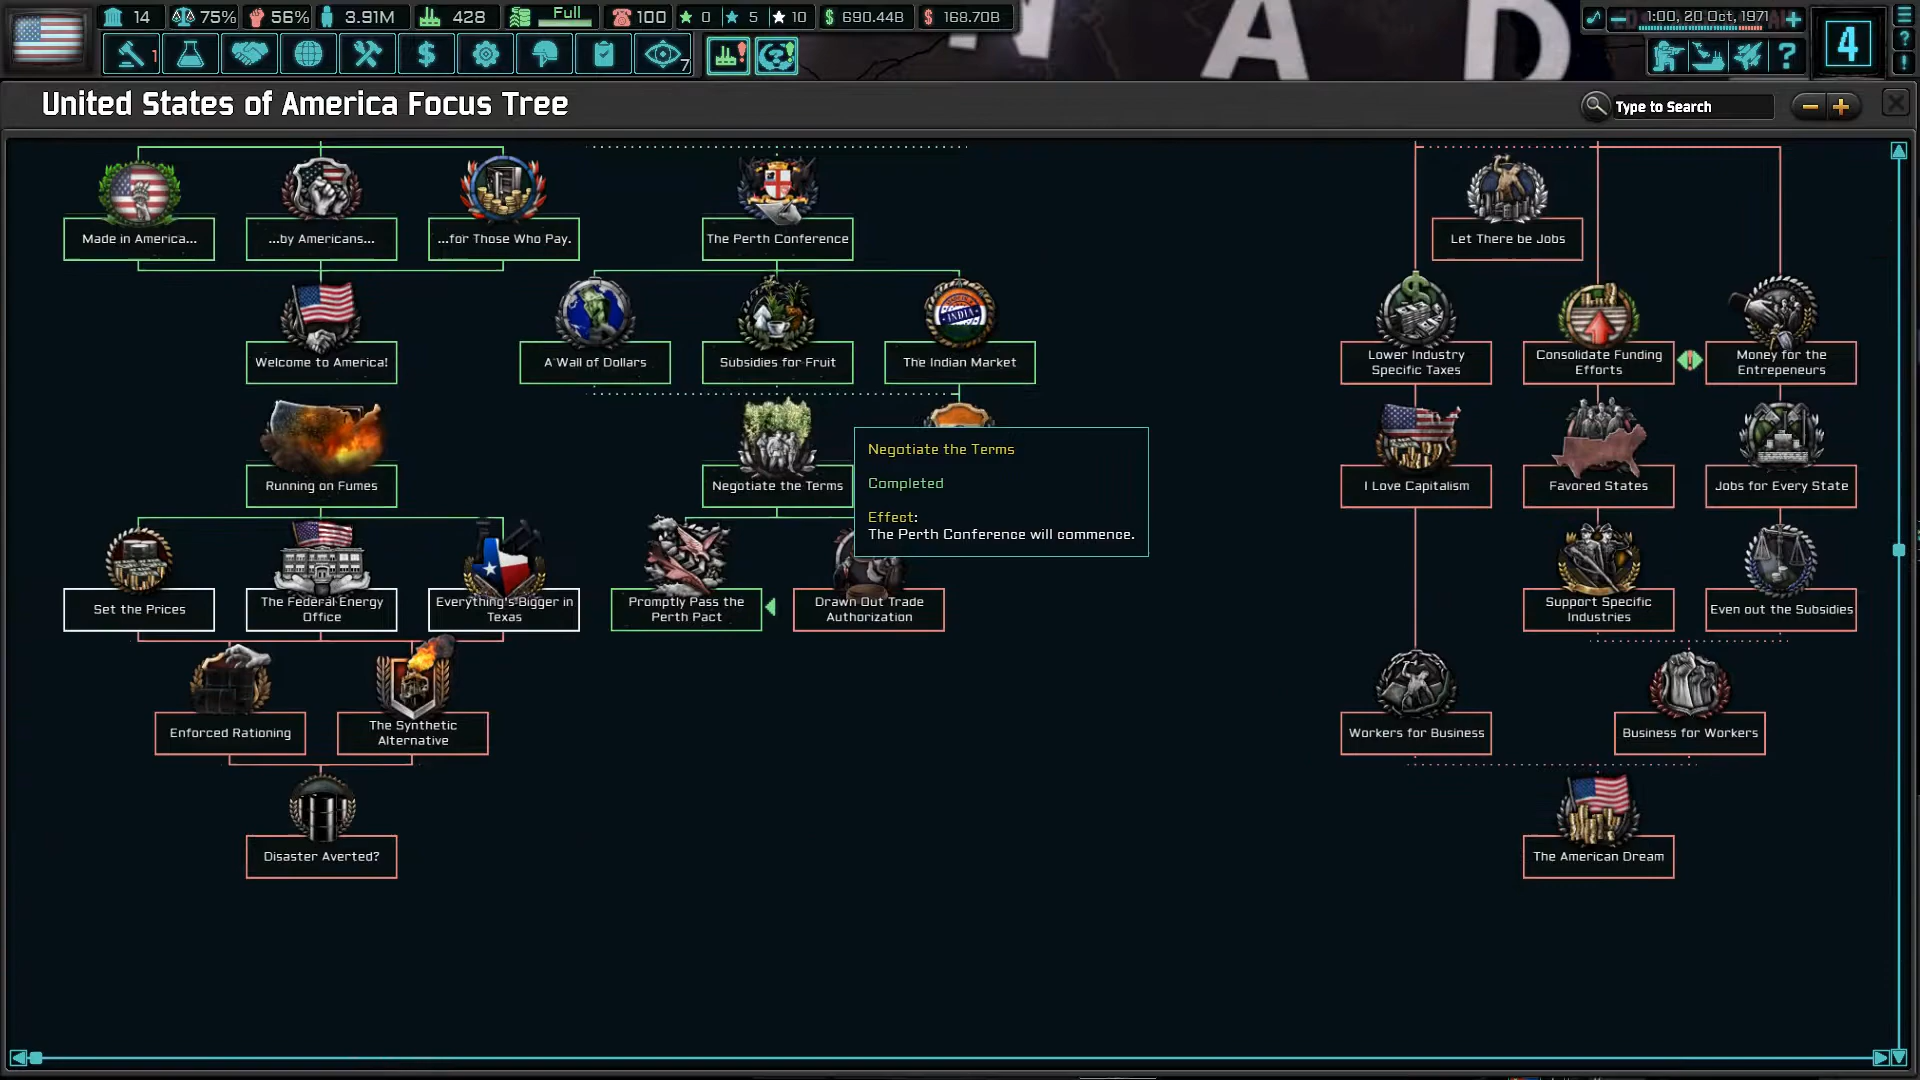 14
75%
56%
3.91M
428
Full
100
0
5
10
690.44B
168.70B
1:00, 20 Oct, 1971
4
1
7
N A D
United States of America Focus Tree
Type to Search
Made in America...
...by Americans...
...for Those Who Pay.
The Perth Conference
Let There be Jobs
Welcome to America!
A Wall of Dollars
Subsidies for Fruit
INDIA
The Indian Market
Lower Industry
Specific Taxes
Consolidate Funding
Efforts
Money for the
Entrepeneurs
Running on Fumes
Negotiate the Terms
I Love Capitalism
Favored States
Jobs for Every State
Negotiate the Terms
Completed
Effect:
The Perth Conference will commence.
Set the Prices
The Federal Energy
Office
Everything's Bigger in
Texas
Promptly Pass the
Perth Pact
Drawn Out Trade
Authorization
Support Specific
Industries
Even out the Subsidies
Enforced Rationing
The Synthetic
Alternative
Workers for Business
Business for Workers
Disaster Averted?
The American Dream